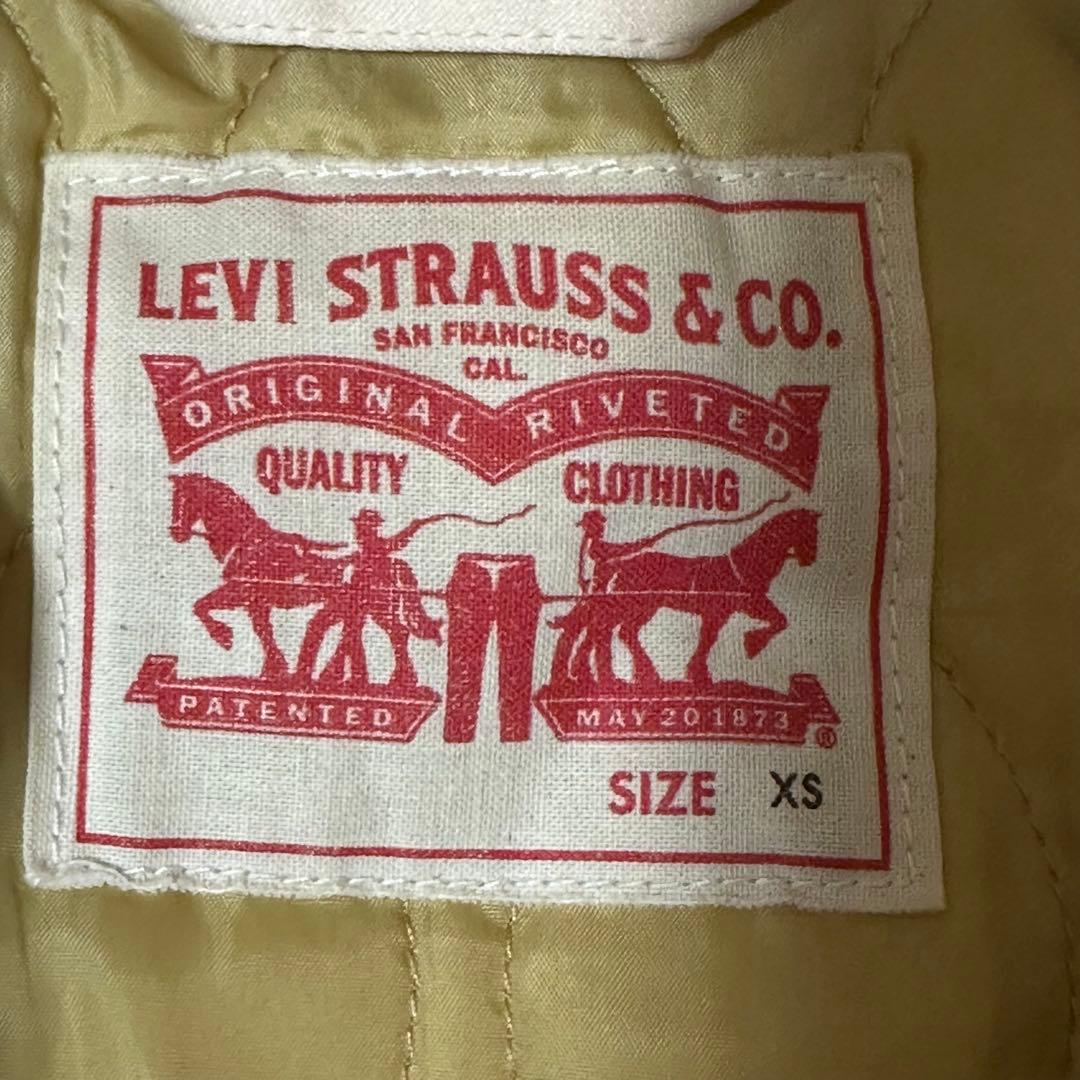 LEVI STRAUSS & CO.
SAN FRANCISCO
CAL.
ORIGINAL RIVETED
QUALITY CLOTHING
PATENTED MAY 20 1873
®
SIZE XS